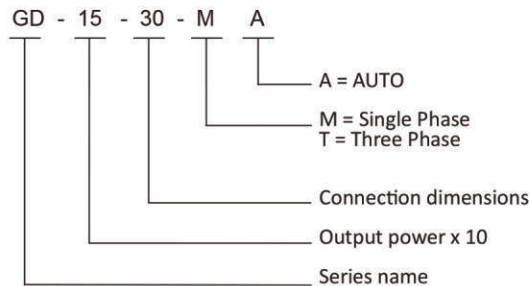 GD - 15 - 30 - M A
A = AUTO
M = Single Phase
T = Three Phase
Connection dimensions
Output power x 10
Series name